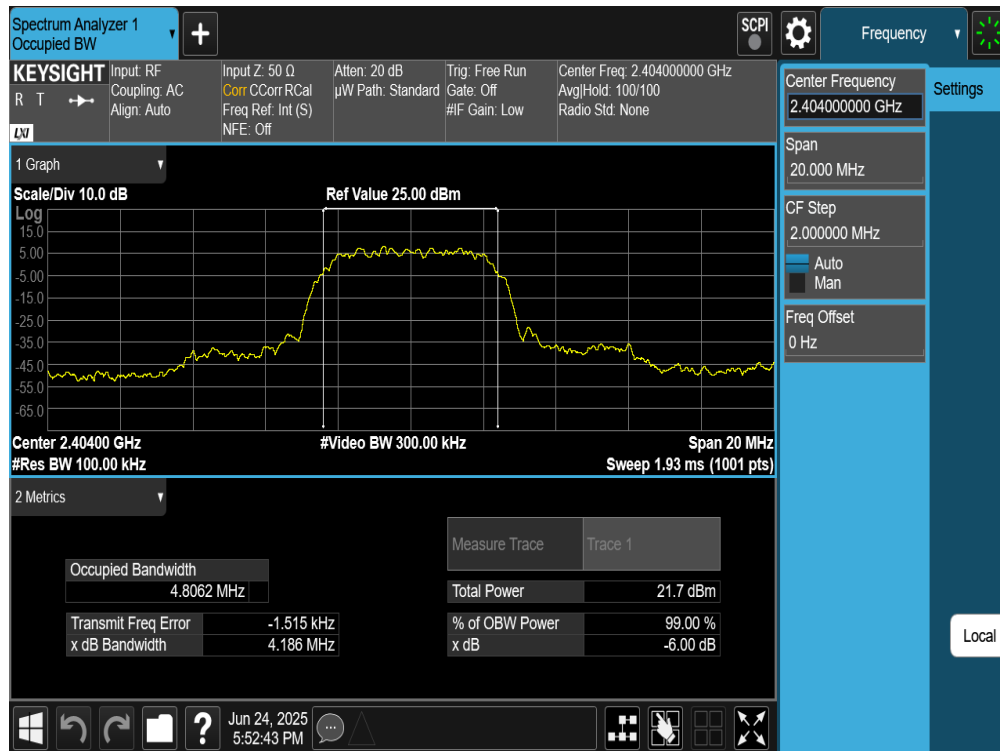 Spectrum Analyzer 1
Occupied BW
+
SCPI
Frequency
KEYSIGHT
R T
LXI
Input: RF
Coupling: AC
Align: Auto
Input Z: 50 Ω
Corr CCorr RCal
Freq Ref: Int (S)
NFE: Off
Atten: 20 dB
µW Path: Standard
Trig: Free Run
Gate: Off
#IF Gain: Low
Center Freq: 2.404000000 GHz
Avg|Hold: 100/100
Radio Std: None
Center Frequency
2.404000000 GHz
Settings
Span
20.000 MHz
CF Step
2.000000 MHz
Auto
Man
Freq Offset
0 Hz
Local
1 Graph
Scale/Div 10.0 dB
Ref Value 25.00 dBm
Log
15.0
5.00
-5.00
-15.0
-25.0
-35.0
-45.0
-55.0
-65.0
Center 2.40400 GHz
#Video BW 300.00 kHz
Span 20 MHz
#Res BW 100.00 kHz
Sweep 1.93 ms (1001 pts)
2 Metrics
Measure Trace
Trace 1
Occupied Bandwidth
4.8062 MHz
Total Power
21.7 dBm
Transmit Freq Error
-1.515 kHz
% of OBW Power
99.00 %
x dB Bandwidth
4.186 MHz
x dB
-6.00 dB
?
Jun 24, 2025
5:52:43 PM